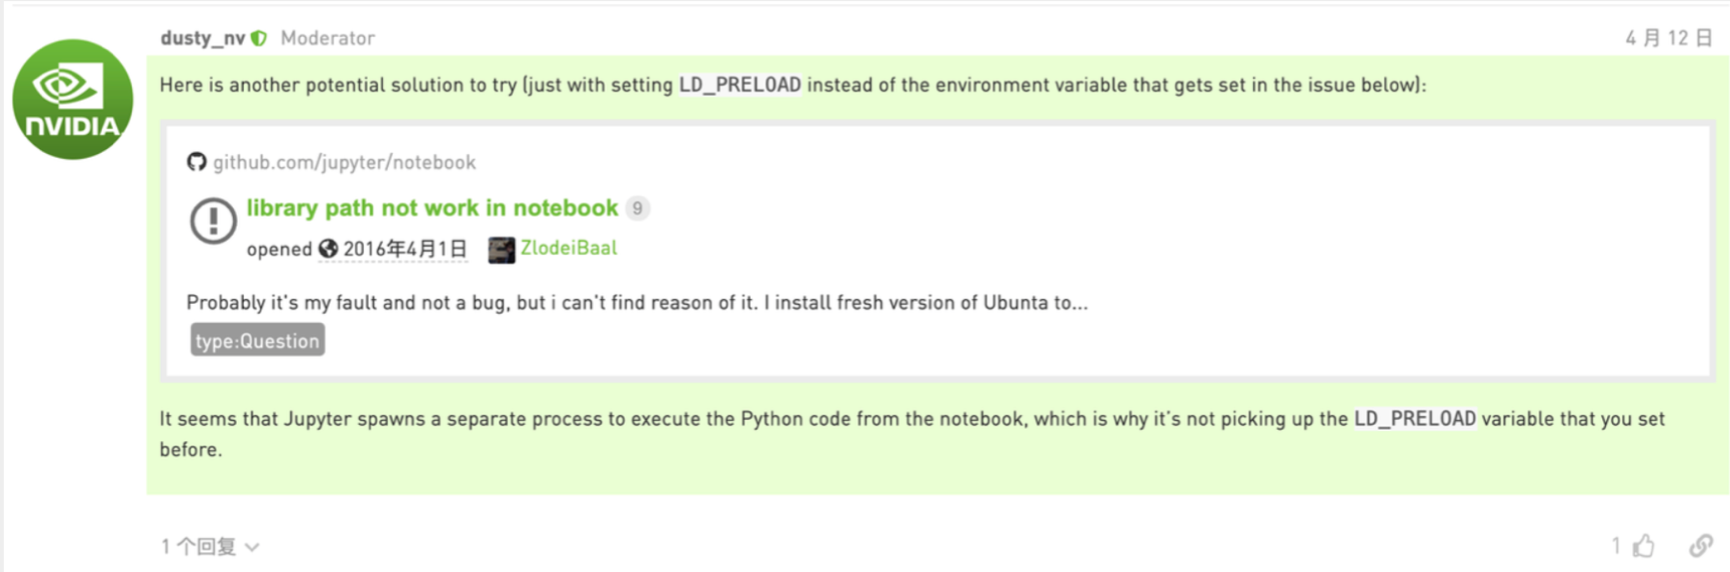 dusty_nv Moderator 4 月 12 日
nVIDIA
Here is another potential solution to try (just with setting LD_PRELOAD instead of the environment variable that gets set in the issue below):
github.com/jupyter/notebook
library path not work in notebook 9
opened 2016年4月1日 ZlodeiBaal
Probably it's my fault and not a bug, but i can't find reason of it. I install fresh version of Ubunta to...
type:Question
It seems that Jupyter spawns a separate process to execute the Python code from the notebook, which is why it's not picking up the LD_PRELOAD variable that you set
before.
1 个回复 1